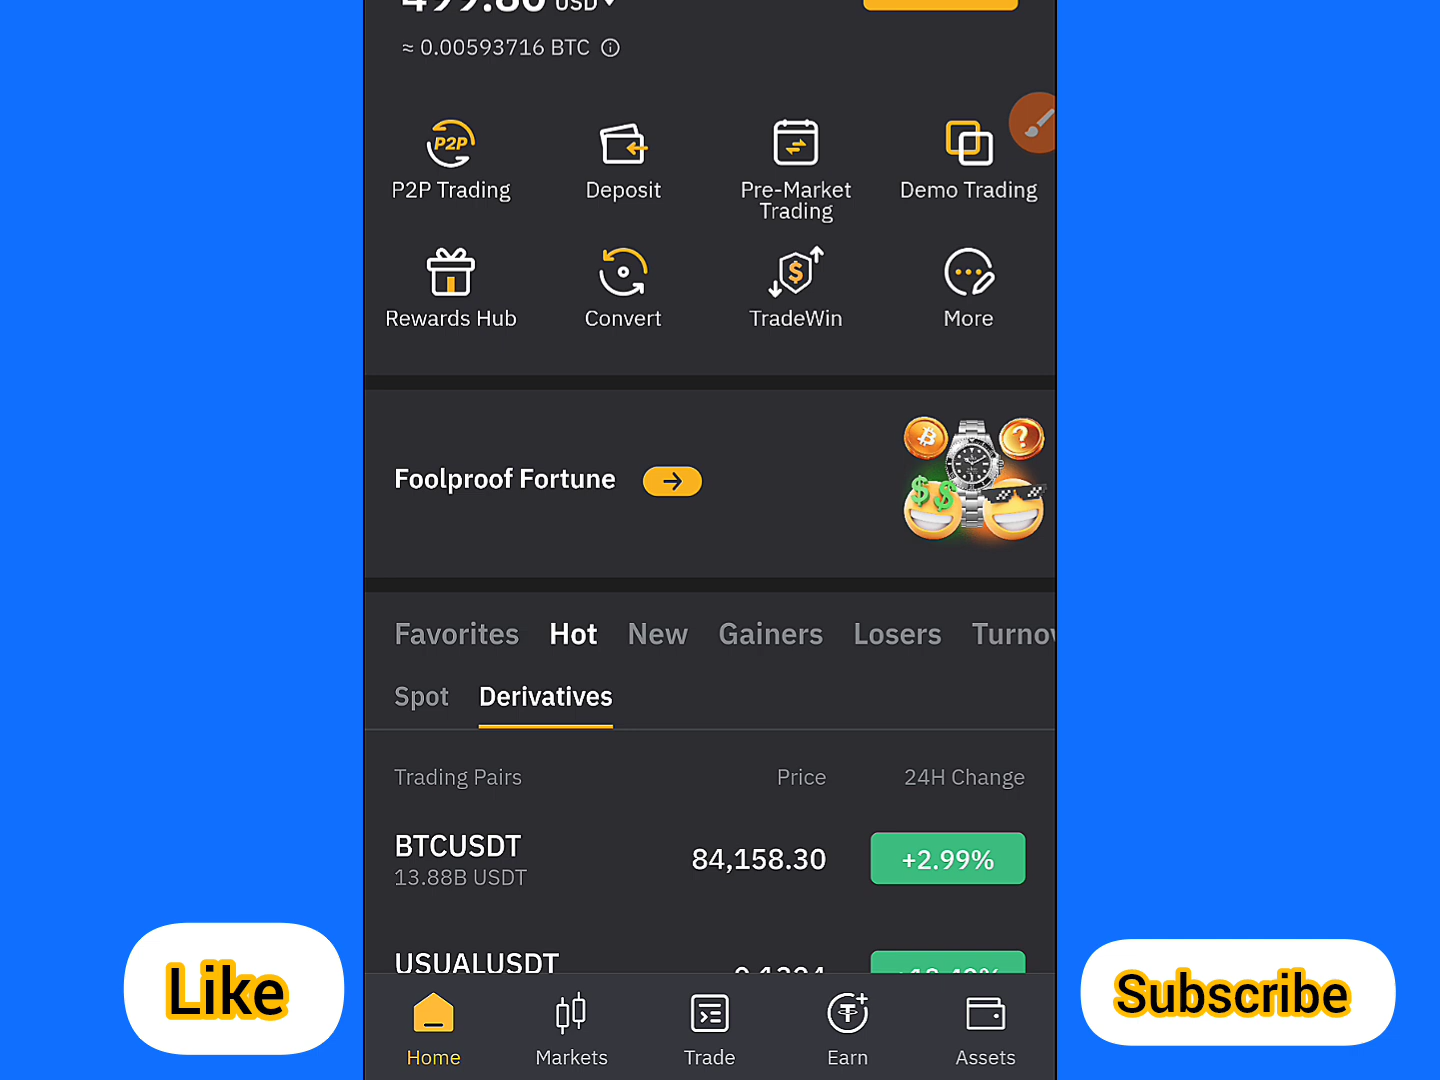 499.80 USD
≈ 0.00593716 BTC
P2P
P2P Trading
Deposit
Pre-Market
Trading
Demo Trading
Rewards Hub
Convert
TradeWin
More
Foolproof Fortune
Favorites Hot New Gainers Losers Turnov
Spot Derivatives
Trading Pairs Price 24H Change
BTCUSDT
84,158.30 +2.99%
13.88B USDT
USUALUSDT
Home Markets Trade Earn Assets
Like
Subscribe